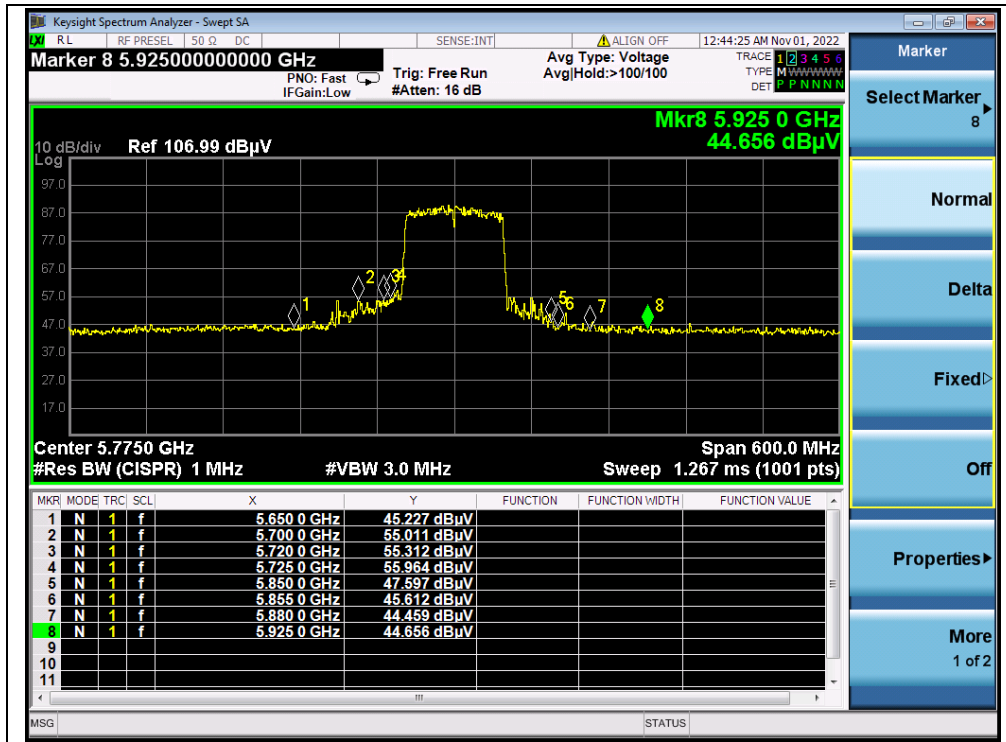 Keysight Spectrum Analyzer - Swept SA
LXI RL RF PRESEL 50 Ω DC SENSE:INT ALIGN OFF 12:44:25 AM Nov 01, 2022
Marker 8 5.925000000000 GHz
PNO: Fast
IFGain:Low
Trig: Free Run
#Atten: 16 dB
Avg Type: Voltage
Avg|Hold:>100/100
TRACE 1 2 3 4 5 6
TYPE M W W W W W
DET P P N N N N
Mkr8 5.925 0 GHz
44.656 dBµV
10 dB/div Ref 106.99 dBµV
Log
97.0
87.0
77.0
67.0
57.0
47.0
37.0
27.0
17.0
1
2
3
4
5
6
7
8
Center 5.7750 GHz Span 600.0 MHz
#Res BW (CISPR) 1 MHz #VBW 3.0 MHz Sweep 1.267 ms (1001 pts)
MKR MODE TRC SCL X Y FUNCTION FUNCTION WIDTH FUNCTION VALUE
1 N 1 f 5.650 0 GHz 45.227 dBµV
2 N 1 f 5.700 0 GHz 55.011 dBµV
3 N 1 f 5.720 0 GHz 55.312 dBµV
4 N 1 f 5.725 0 GHz 55.964 dBµV
5 N 1 f 5.850 0 GHz 47.597 dBµV
6 N 1 f 5.855 0 GHz 45.612 dBµV
7 N 1 f 5.880 0 GHz 44.459 dBµV
8 N 1 f 5.925 0 GHz 44.656 dBµV
9
10
11
MSG STATUS
Marker
Select Marker
8
Normal
Delta
Fixed
Off
Properties
More
1 of 2